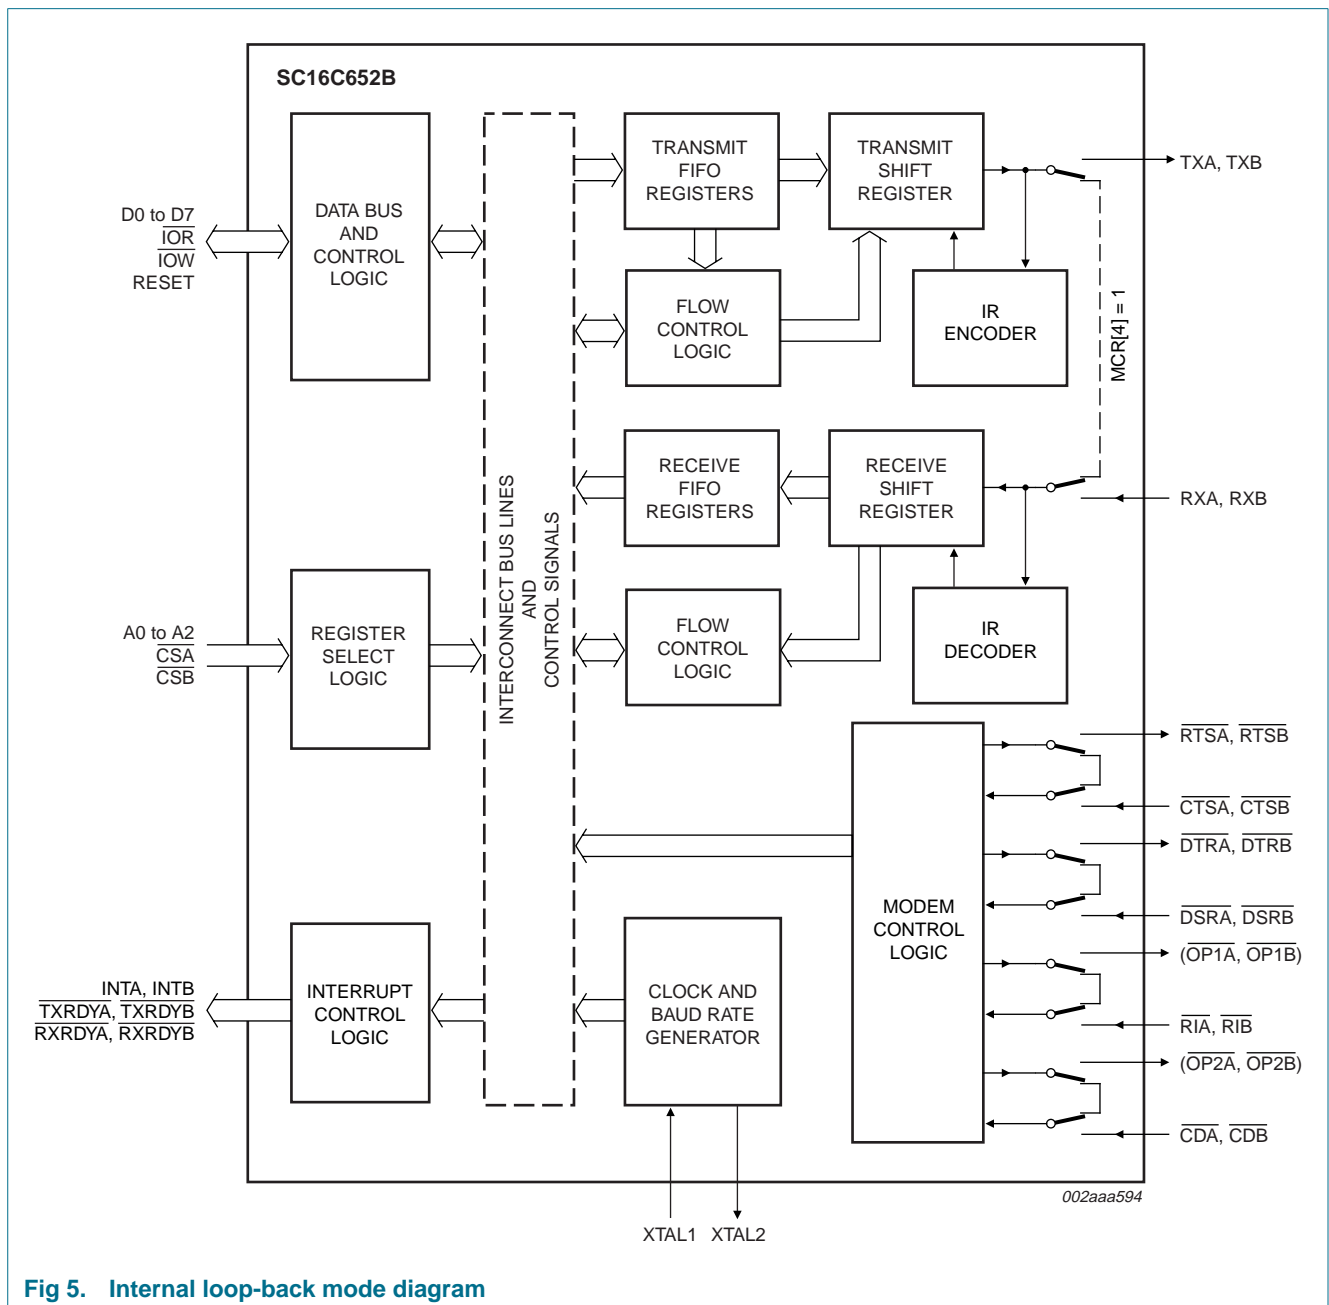 SC16C652B
D0 to D7
IOR
IOW
RESET
DATA BUS
AND
CONTROL
LOGIC
A0 to A2
CSA
CSB
REGISTER
SELECT
LOGIC
INTA, INTB
TXRDYA, TXRDYB
RXRDYA, RXRDYB
INTERRUPT
CONTROL
LOGIC
INTERCONNECT BUS LINES
AND
CONTROL SIGNALS
TRANSMIT
FIFO
REGISTERS
TRANSMIT
SHIFT
REGISTER
TXA, TXB
FLOW
CONTROL
LOGIC
IR
ENCODER
MCR[4] = 1
RECEIVE
FIFO
REGISTERS
RECEIVE
SHIFT
REGISTER
RXA, RXB
FLOW
CONTROL
LOGIC
IR
DECODER
MODEM
CONTROL
LOGIC
RTSA, RTSB
CTSA, CTSB
DTRA, DTRB
DSRA, DSRB
(OP1A, OP1B)
RIA, RIB
(OP2A, OP2B)
CDA, CDB
CLOCK AND
BAUD RATE
GENERATOR
XTAL1 XTAL2
002aaa594
Fig 5. Internal loop-back mode diagram